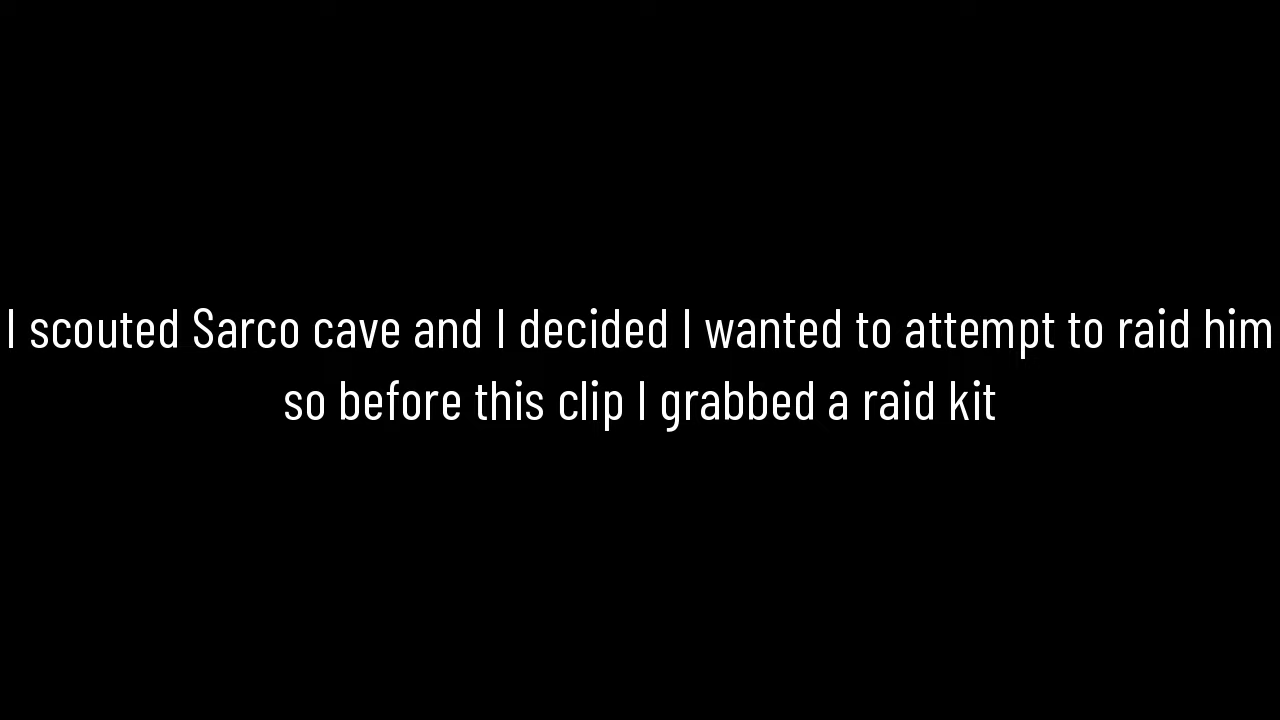 I scouted Sarco cave and I decided I wanted to attempt to raid him
so before this clip I grabbed a raid kit